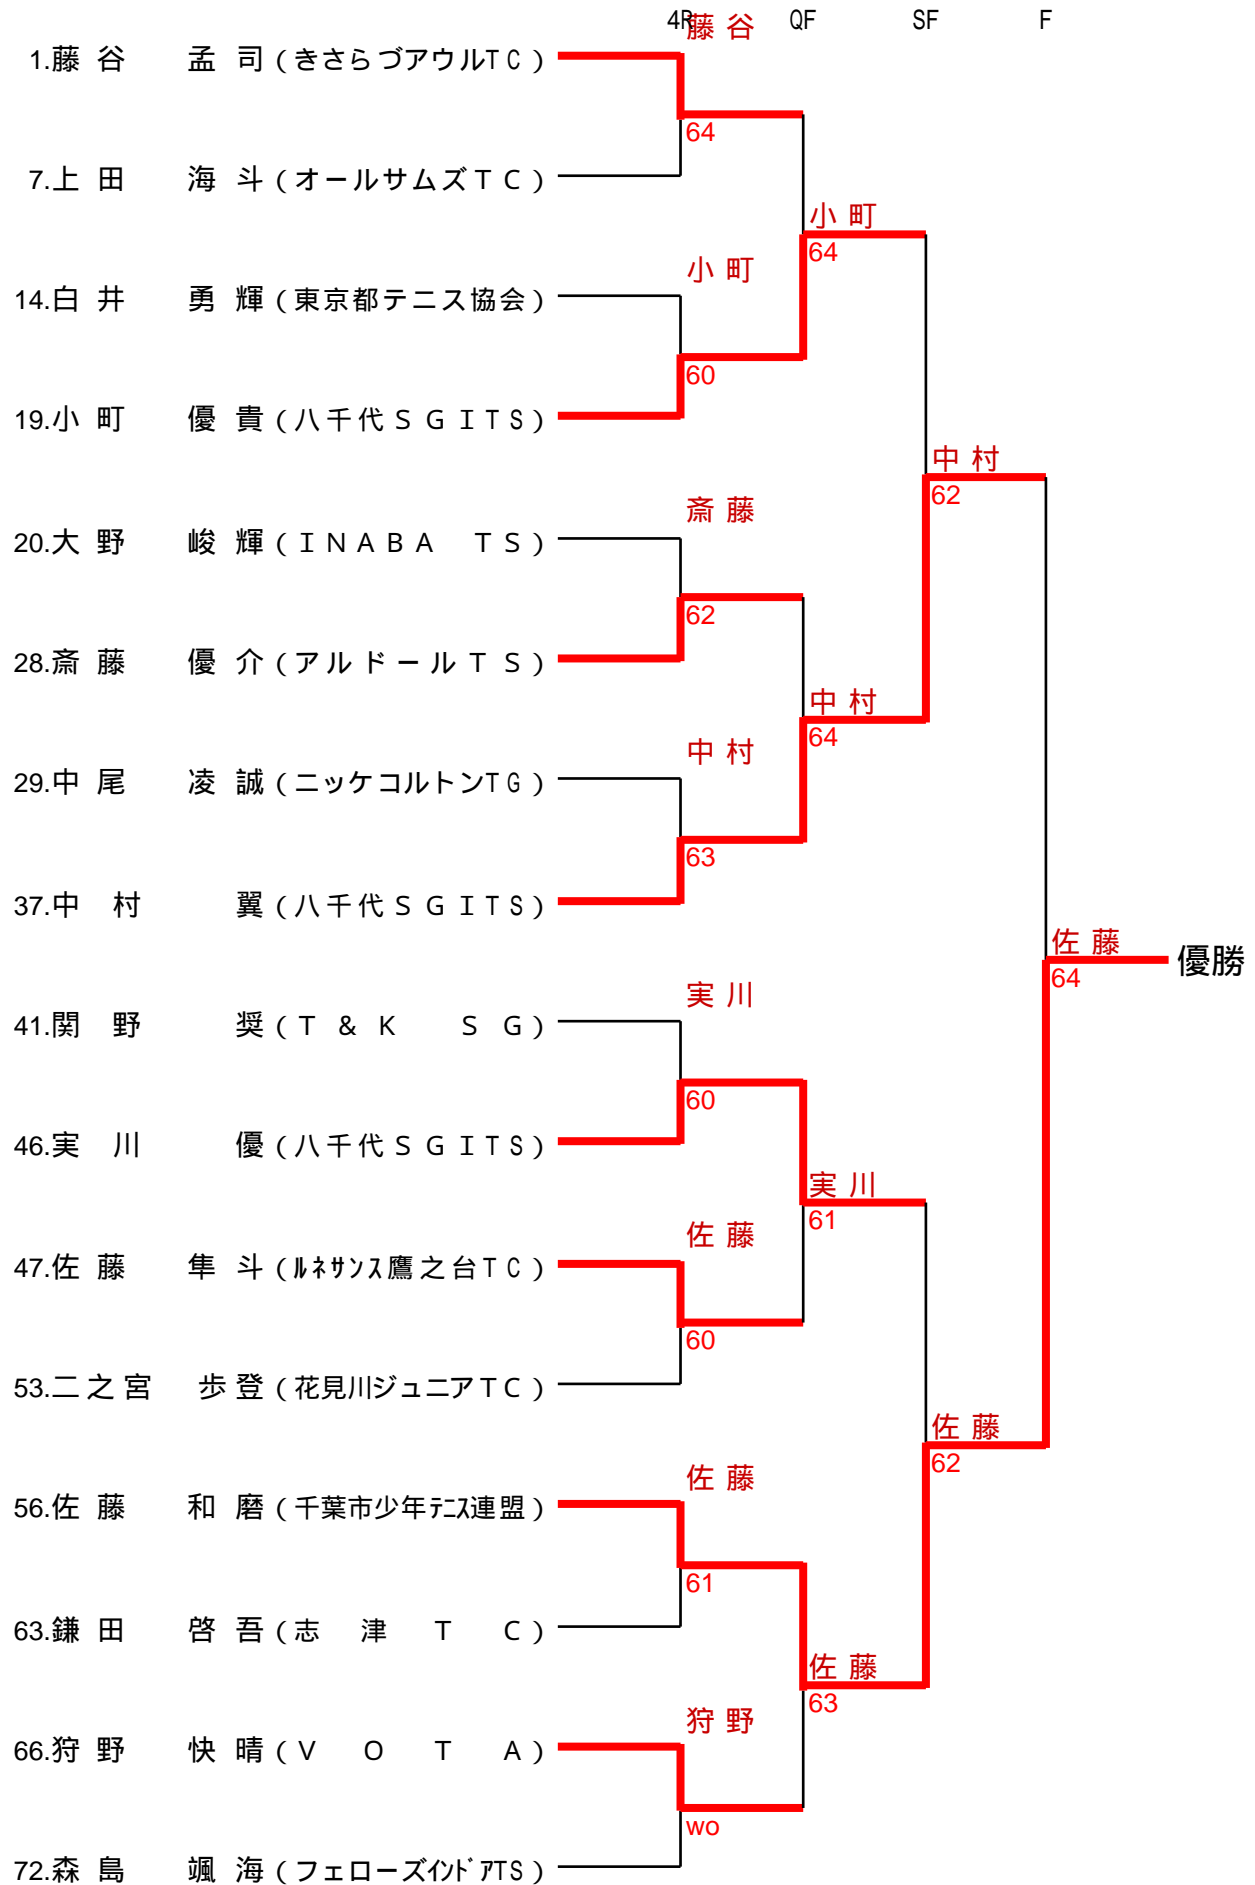 4R QF SF F
藤谷
1.藤谷 孟司(きさらづアウルTC)
64
7.上田 海斗(オールサムズTC)
小町
64
小町
14.白井 勇輝(東京都テニス協会)
60
19.小町 優貴(八千代SGITS)
中村
62
斎藤
20.大野 峻輝(INABA TS)
62
28.斎藤 優介(アルドールTS)
中村
64
中村
29.中尾 凌誠(ニッケコルトンTG)
63
37.中村 翼(八千代SGITS)
佐藤
優勝
64
実川
41.関野 奨(T&K SG)
60
46.実川 優(八千代SGITS)
実川
61
佐藤
47.佐藤 隼斗(ルネサンス鷹之台TC)
60
53.二之宮 歩登(花見川ジュニアTC)
佐藤
62
佐藤
56.佐藤 和磨(千葉市少年テニス連盟)
61
63.鎌田 啓吾(志津TC)
佐藤
63
狩野
66.狩野 快晴(VOTA)
wo
72.森島 颯海(フェローズインドアTS)